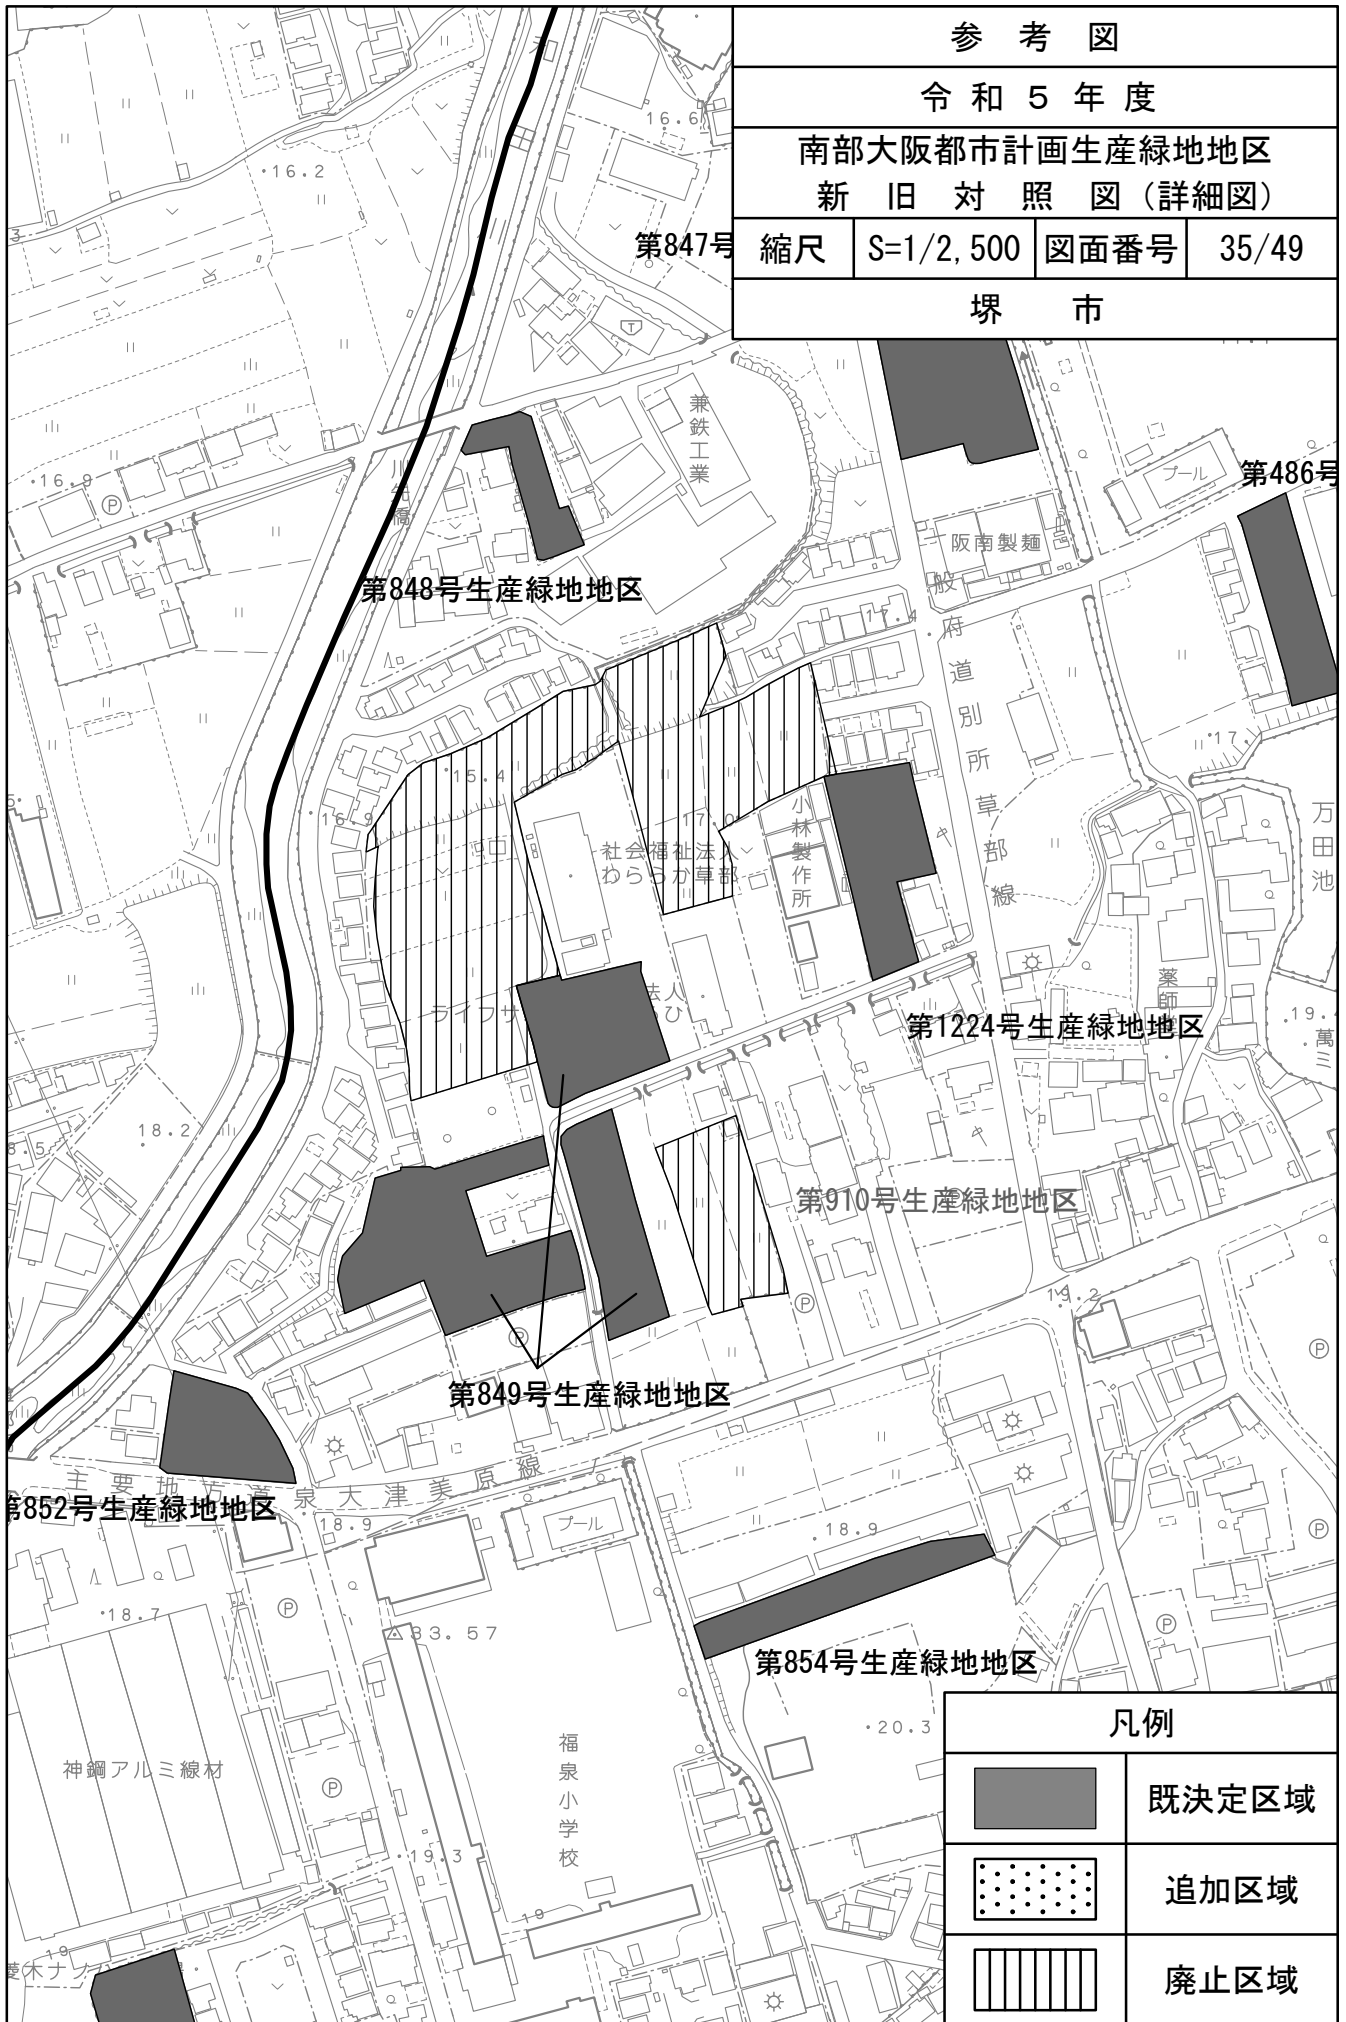 参考図
令和5年度
南部大阪都市計画生産緑地地区
新旧対照図(詳細図)
縮尺 S=1/2,500 図面番号 35/49
堺市
16.6
16.2
第847号
兼鉄工業
16.9
プール
第486号
阪南製麺
第848号生産緑地地区
17.4
一般府道別所草部線
15.4
16.9
17.0
小林製作所
社会福祉法人
わららか草部
万田池
薬師
第1224号生産緑地地区
18.2
第910号生産緑地地区
19.2
第849号生産緑地地区
主要地方道泉大津美原線
第852号生産緑地地区
18.9
プール
18.9
18.7
33.57
第854号生産緑地地区
20.3
神鋼アルミ線材
福泉小学校
19.3
19
19
凡例
既決定区域
追加区域
廃止区域